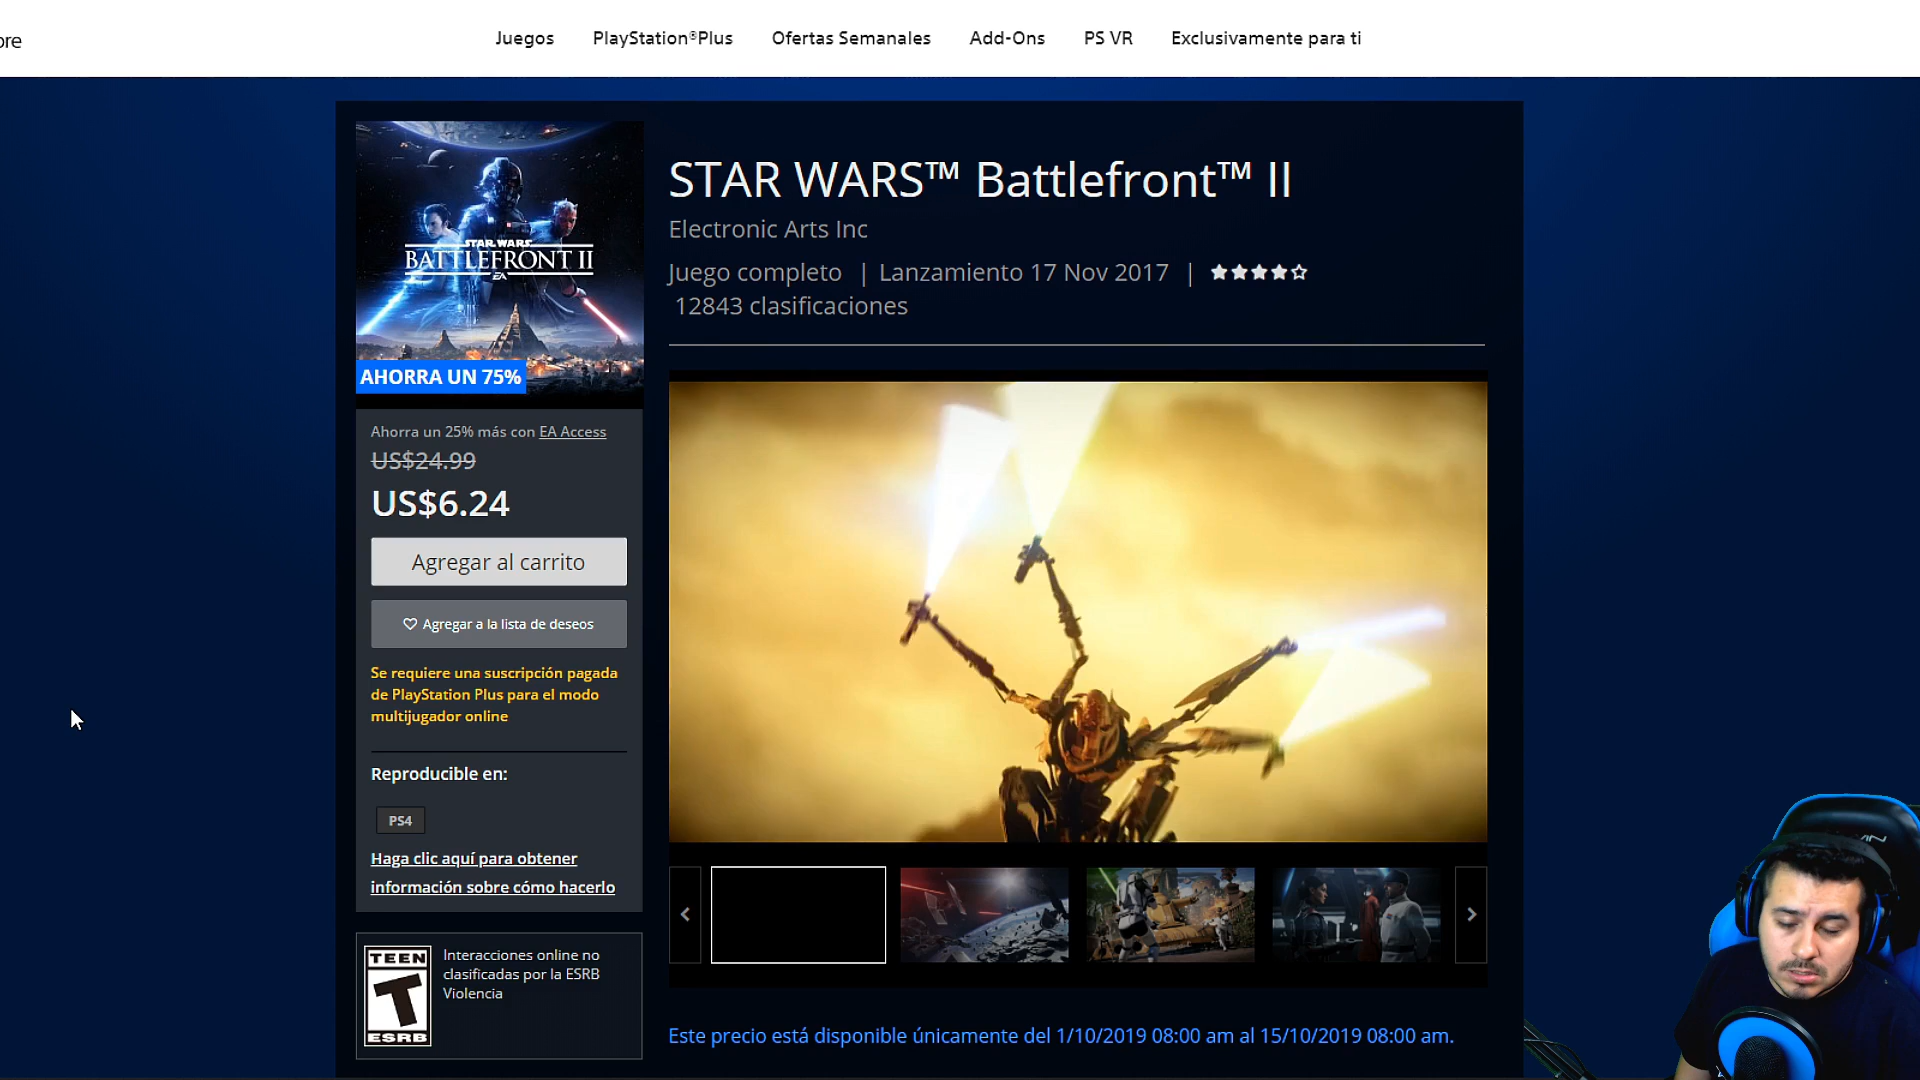 ore
Juegos
PlayStation®Plus
Ofertas Semanales
Add-Ons
PS VR
Exclusivamente para ti
STAR WARS
BATTLEFRONT II
EA
AHORRA UN 75%
Ahorra un 25% más con EA Access
US$24.99
US$6.24
Agregar al carrito
Agregar a la lista de deseos
Se requiere una suscripción pagada
de PlayStation Plus para el modo
multijugador online
Reproducible en:
PS4
Haga clic aquí para obtener
información sobre cómo hacerlo
TEEN
T
ESRB
Interacciones online no
clasificadas por la ESRB
Violencia
STAR WARS™ Battlefront™ II
Electronic Arts Inc
Juego completo | Lanzamiento 17 Nov 2017 |
12843 clasificaciones
Este precio está disponible únicamente del 1/10/2019 08:00 am al 15/10/2019 08:00 am.